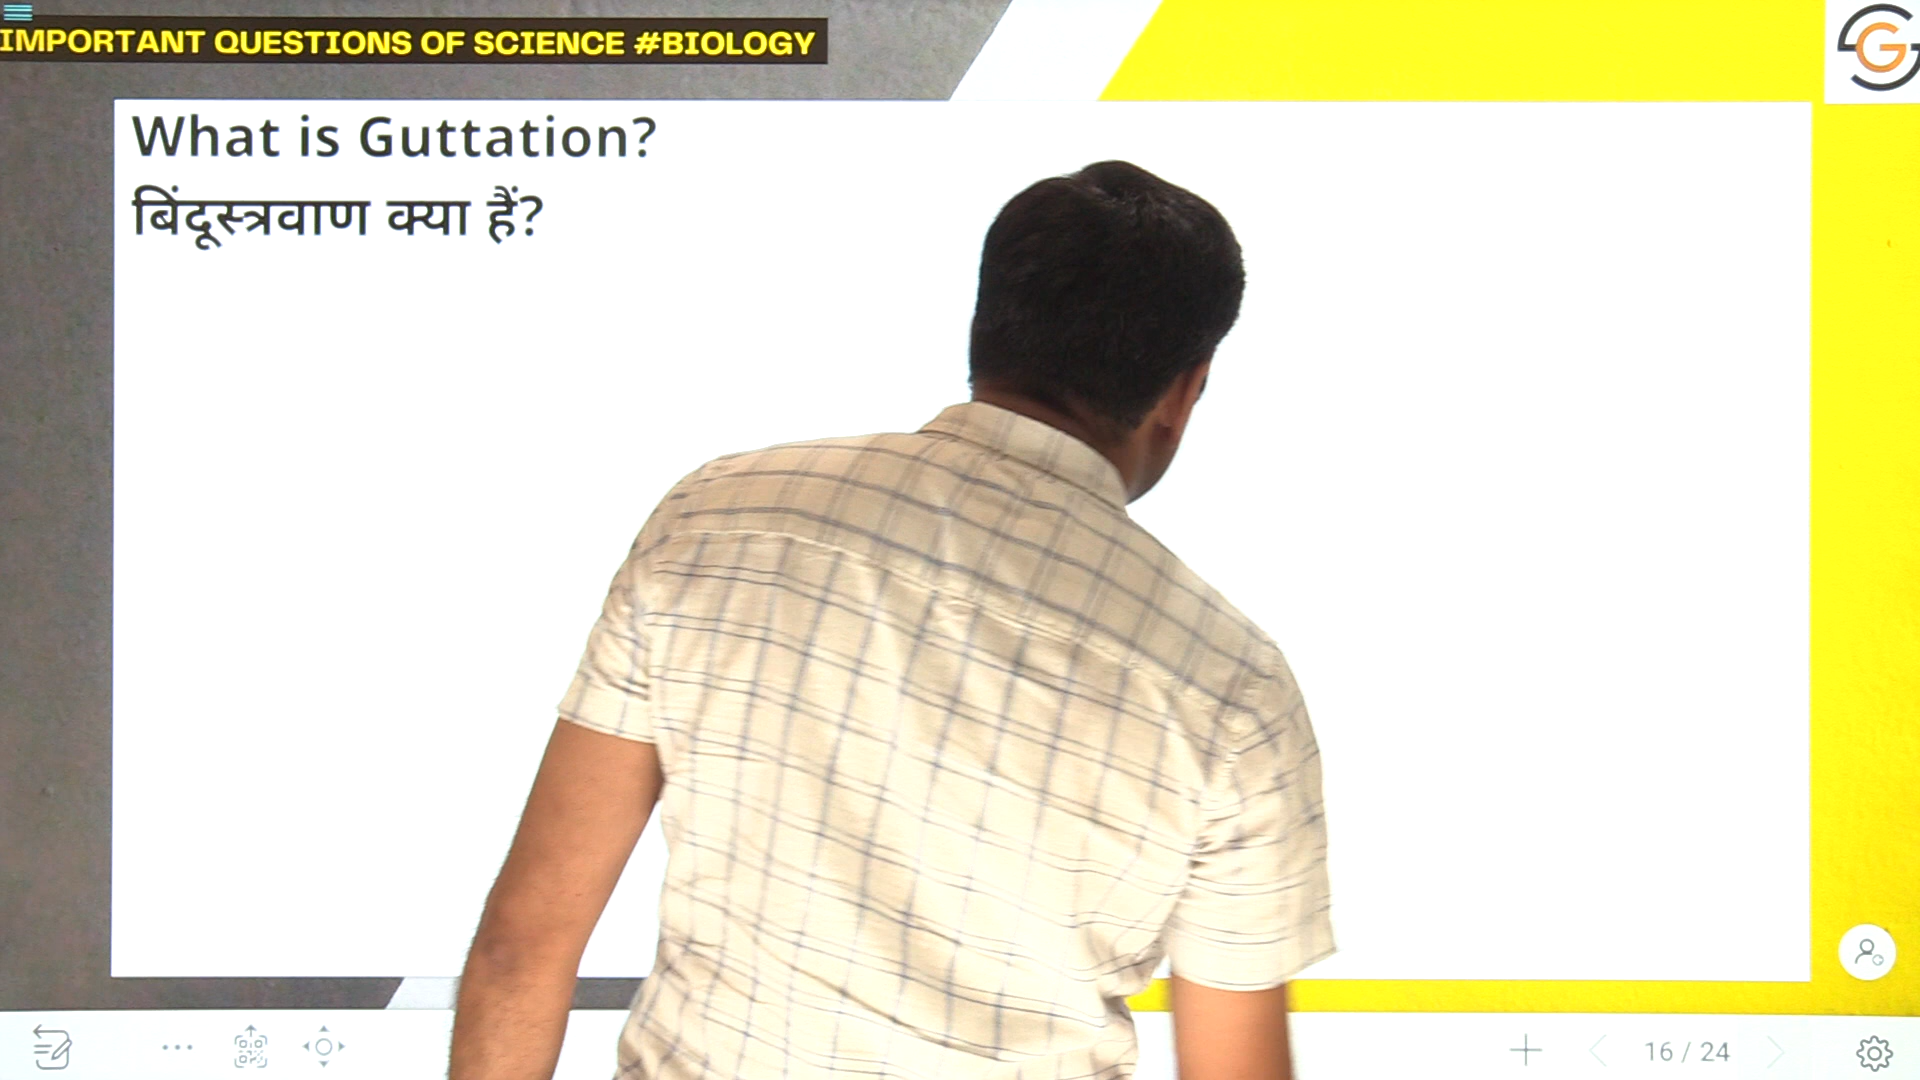 IMPORTANT QUESTIONS OF SCIENCE #BIOLOGY
What is Guttation?
बिंदूस्त्रवाण क्या हैं?
16 / 24